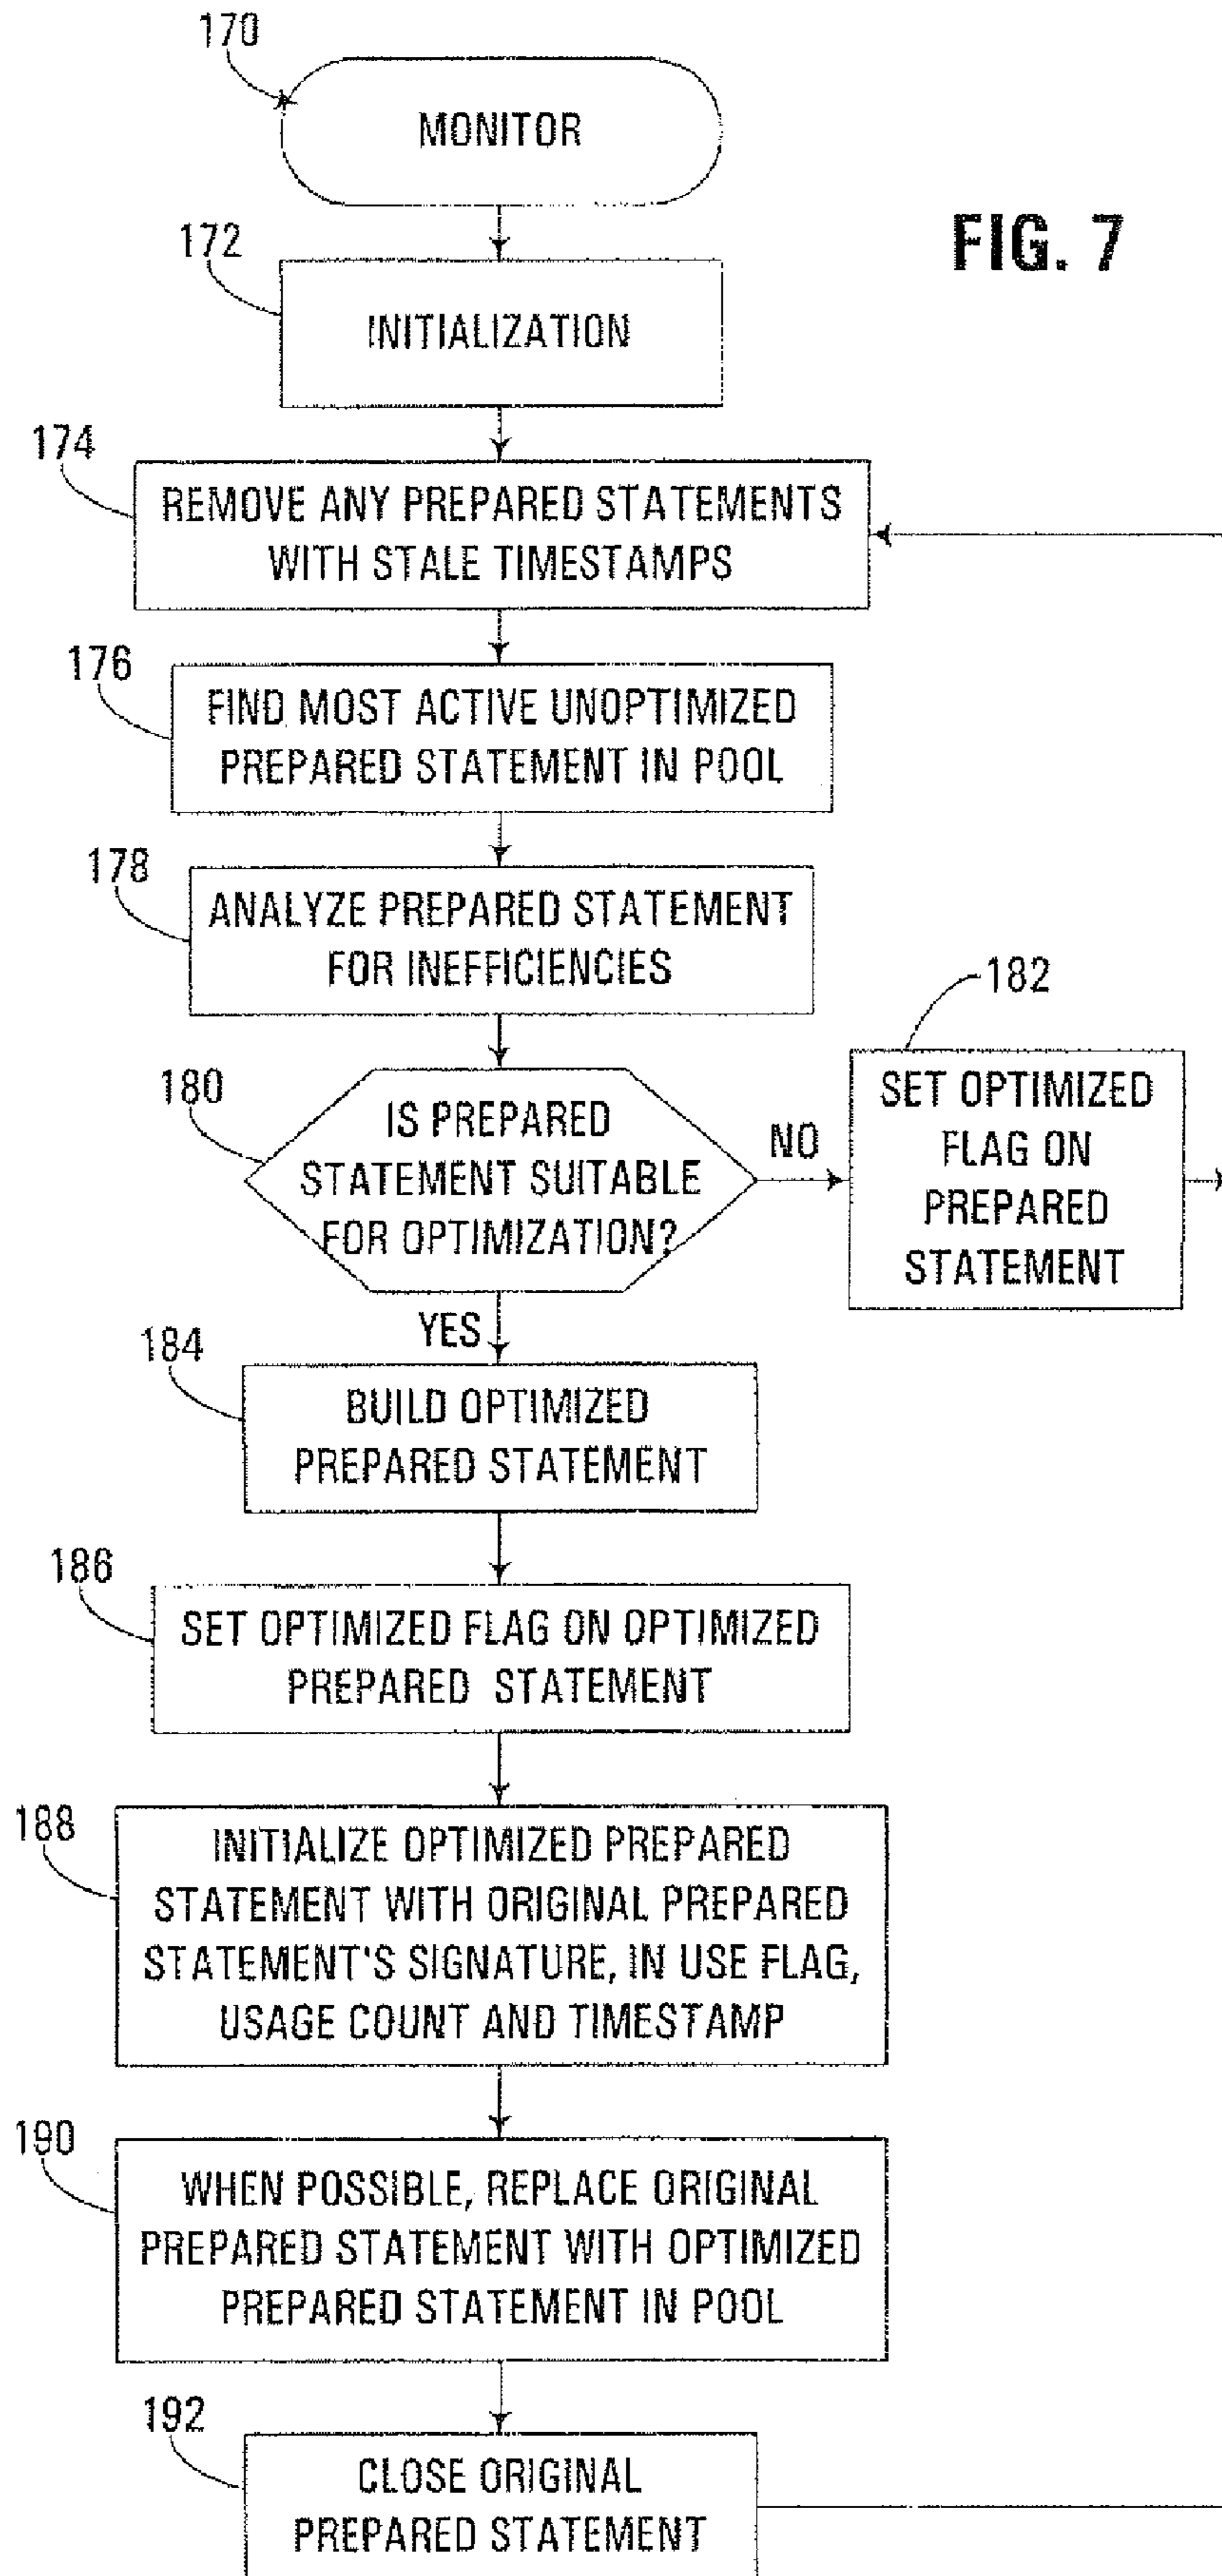 170
MONITOR
FIG. 7
172
INITIALIZATION
174
REMOVE ANY PREPARED STATEMENTS
WITH STALE TIMESTAMPS
176
FIND MOST ACTIVE UNOPTIMIZED
PREPARED STATEMENT IN POOL
178
ANALYZE PREPARED STATEMENT
FOR INEFFICIENCIES
180
IS PREPARED
STATEMENT SUITABLE
FOR OPTIMIZATION?
NO
182
SET OPTIMIZED
FLAG ON
PREPARED
STATEMENT
YES
184
BUILD OPTIMIZED
PREPARED STATEMENT
186
SET OPTIMIZED FLAG ON OPTIMIZED
PREPARED STATEMENT
188
INITIALIZE OPTIMIZED PREPARED
STATEMENT WITH ORIGINAL PREPARED
STATEMENT'S SIGNATURE, IN USE FLAG,
USAGE COUNT AND TIMESTAMP
190
WHEN POSSIBLE, REPLACE ORIGINAL
PREPARED STATEMENT WITH OPTIMIZED
PREPARED STATEMENT IN POOL
192
CLOSE ORIGINAL
PREPARED STATEMENT